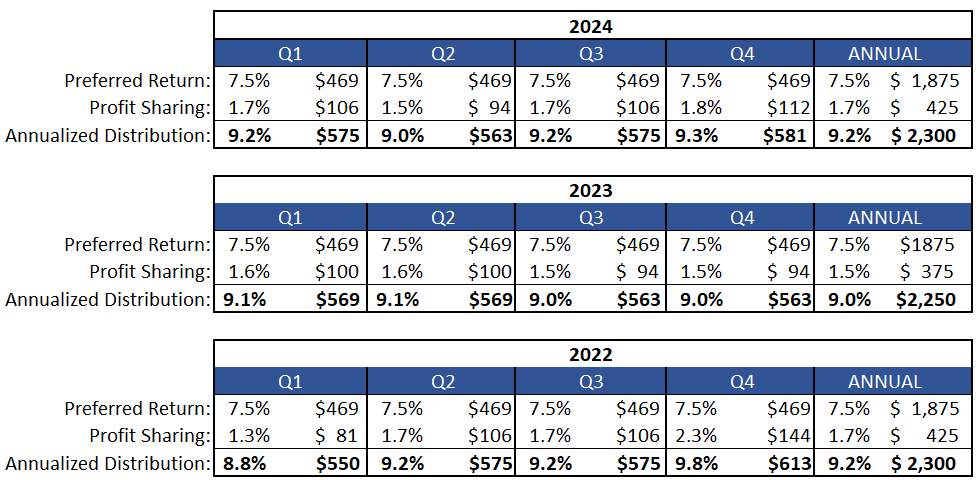 2024
Q1 Q2 Q3 Q4 ANNUAL
Preferred Return: 7.5% $469 7.5% $469 7.5% $469 7.5% $469 7.5% $ 1,875
Profit Sharing: 1.7% $106 1.5% $ 94 1.7% $106 1.8% $112 1.7% $ 425
Annualized Distribution: 9.2% $575 9.0% $563 9.2% $575 9.3% $581 9.2% $ 2,300
2023
Q1 Q2 Q3 Q4 ANNUAL
Preferred Return: 7.5% $469 7.5% $469 7.5% $469 7.5% $469 7.5% $1875
Profit Sharing: 1.6% $100 1.6% $100 1.5% $ 94 1.5% $ 94 1.5% $ 375
Annualized Distribution: 9.1% $569 9.1% $569 9.0% $563 9.0% $563 9.0% $2,250
2022
Q1 Q2 Q3 Q4 ANNUAL
Preferred Return: 7.5% $469 7.5% $469 7.5% $469 7.5% $469 7.5% $ 1,875
Profit Sharing: 1.3% $ 81 1.7% $106 1.7% $106 2.3% $144 1.7% $ 425
Annualized Distribution: 8.8% $550 9.2% $575 9.2% $575 9.8% $613 9.2% $ 2,300